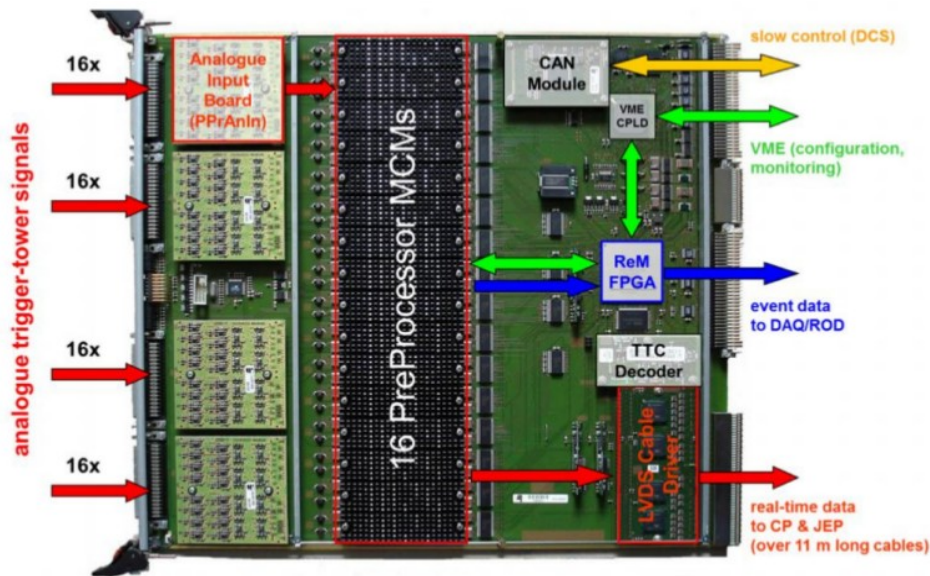 analogue trigger-tower signals
16x
16x
16x
16x
Analogue
Input
Board
(PPrAnIn)
16 PreProcessor MCMs
CAN
Module
VME
CPLD
ReM
FPGA
TTC
Decoder
LVDS Cable
Driver
slow control (DCS)
VME (configuration,
monitoring)
event data
to DAQ/ROD
real-time data
to CP & JEP
(over 11 m long cables)